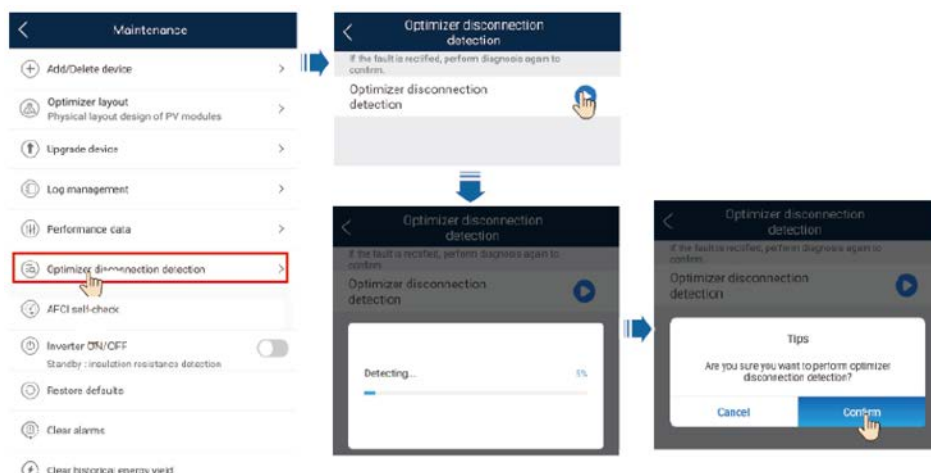 Maintenance
Add/Delete device
Optimizer layout
Physical layout design of PV modules
Upgrade device
Log management
Performance data
Optimizer disconnection detection
AFCI self-check
Inverter ON/OFF
Standby : insulation resistance detection
Restore defaults
Clear alarms
Clear historical energy yield
Optimizer disconnection
detection
If the fault is rectified, perform diagnosis again to
confirm.
Optimizer disconnection
detection
Optimizer disconnection
detection
If the fault is rectified, perform diagnosis again to
confirm.
Optimizer disconnection
detection
Detecting...
5%
Optimizer disconnection
detection
If the fault is rectified, perform diagnosis again to
confirm.
Optimizer disconnection
detection
Tips
Are you sure you want to perform optimizer
disconnection detection?
Cancel
Confirm